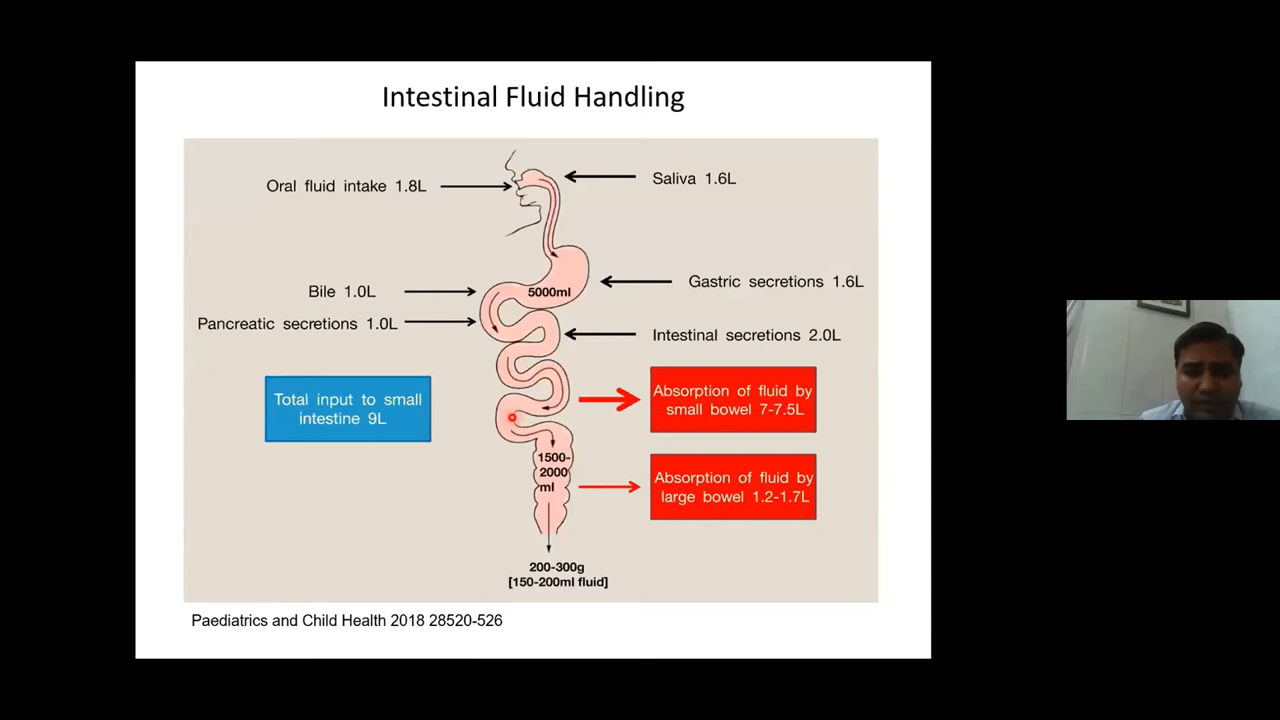 Intestinal Fluid Handling
Oral fluid intake 1.8L
Saliva 1.6L
Bile 1.0L
5000ml
Gastric secretions 1.6L
Pancreatic secretions 1.0L
Intestinal secretions 2.0L
Total input to small
intestine 9L
Absorption of fluid by
small bowel 7-7.5L
1500-
2000
ml
Absorption of fluid by
large bowel 1.2-1.7L
200-300g
[150-200ml fluid]
Paediatrics and Child Health 2018 28520-526